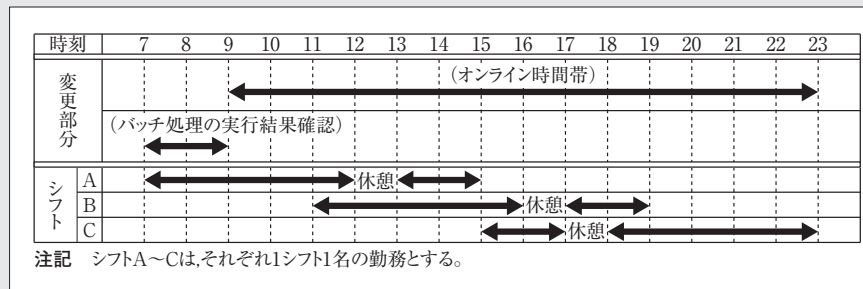 時刻 7 8 9 10 11 12 13 14 15 16 17 18 19 20 21 22 23
変更部分
(オンライン時間帯)
(バッチ処理の実行結果確認)
シフト
A 休憩
B 休憩
C 休憩
注記 シフトA～Cは,それぞれ1シフト1名の勤務とする。